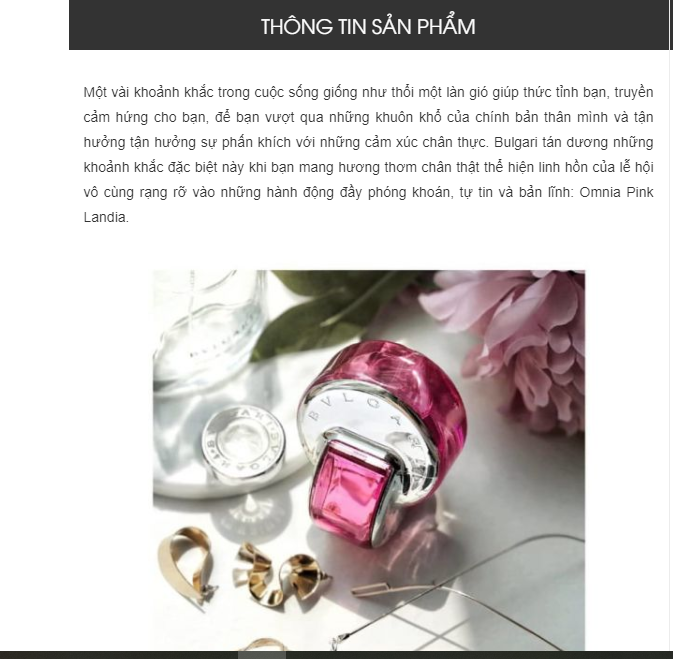 THÔNG TIN SẢN PHẨM
Một vài khoảnh khắc trong cuộc sống giống như thổi một làn gió giúp thức tỉnh bạn, truyền
cảm hứng cho bạn, để bạn vượt qua những khuôn khổ của chính bản thân mình và tận
hưởng tận hưởng sự phấn khích với những cảm xúc chân thực. Bulgari tán dương những
khoảnh khắc đặc biệt này khi bạn mang hương thơm chân thật thể hiện linh hồn của lễ hội
vô cùng rạng rỡ vào những hành động đầy phóng khoán, tự tin và bản lĩnh: Omnia Pink
Landia.
BVLGARI
BVLGA